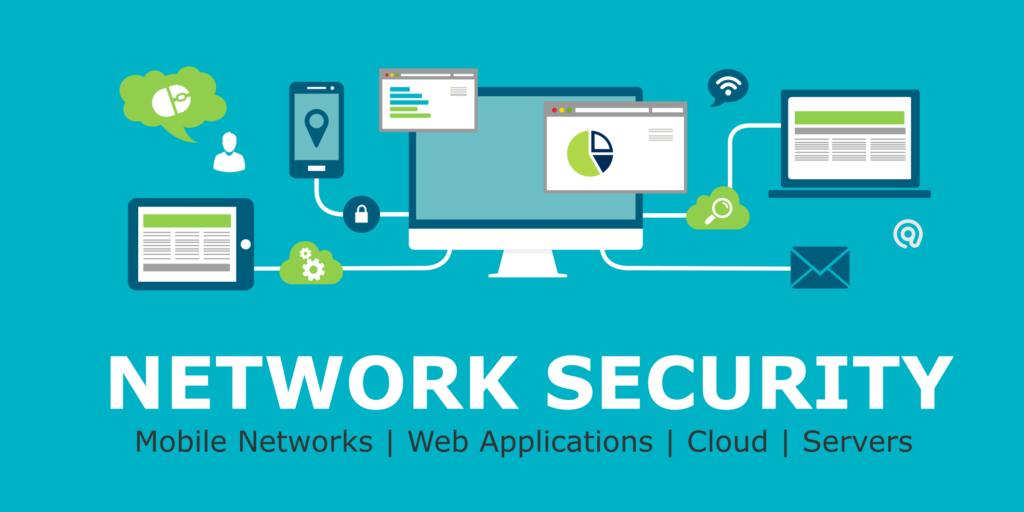 NETWORK SECURITY
Mobile Networks | Web Applications | Cloud | Servers